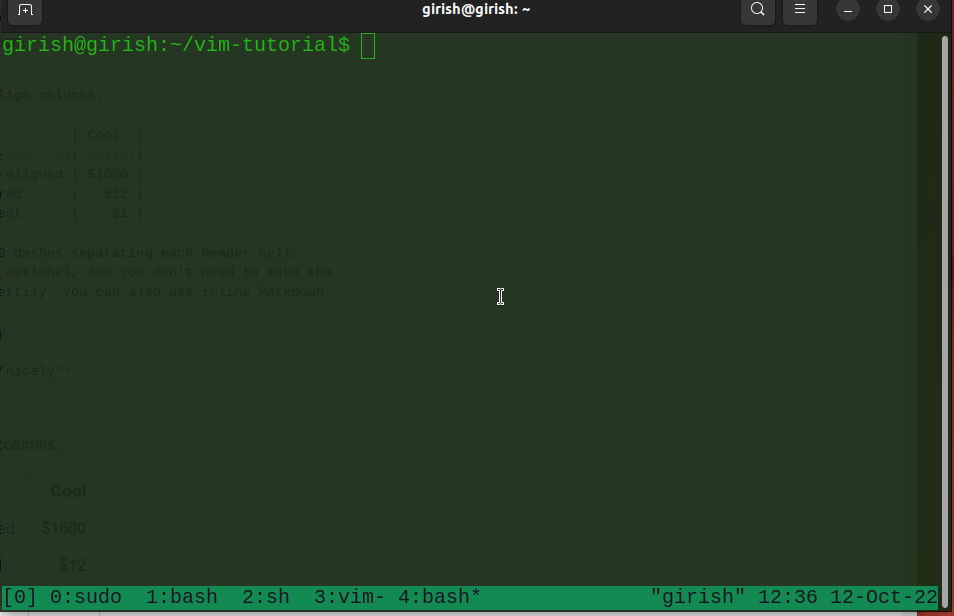 girish@girish: ~
girish@girish:~/vim-tutorial$
lign columns.
| Cool |
--------:| -----:|
-aligned | $1600 |
red | $12 |
eat | $1 |
3 dashes separating each header cell.
optional, and you don't need to make the
ettily. You can also use inline Markdown.
y
*nicely**
columns.
Cool
ed $1600
$12
[0] 0:sudo 1:bash 2:sh 3:vim- 4:bash* "girish" 12:36 12-Oct-22